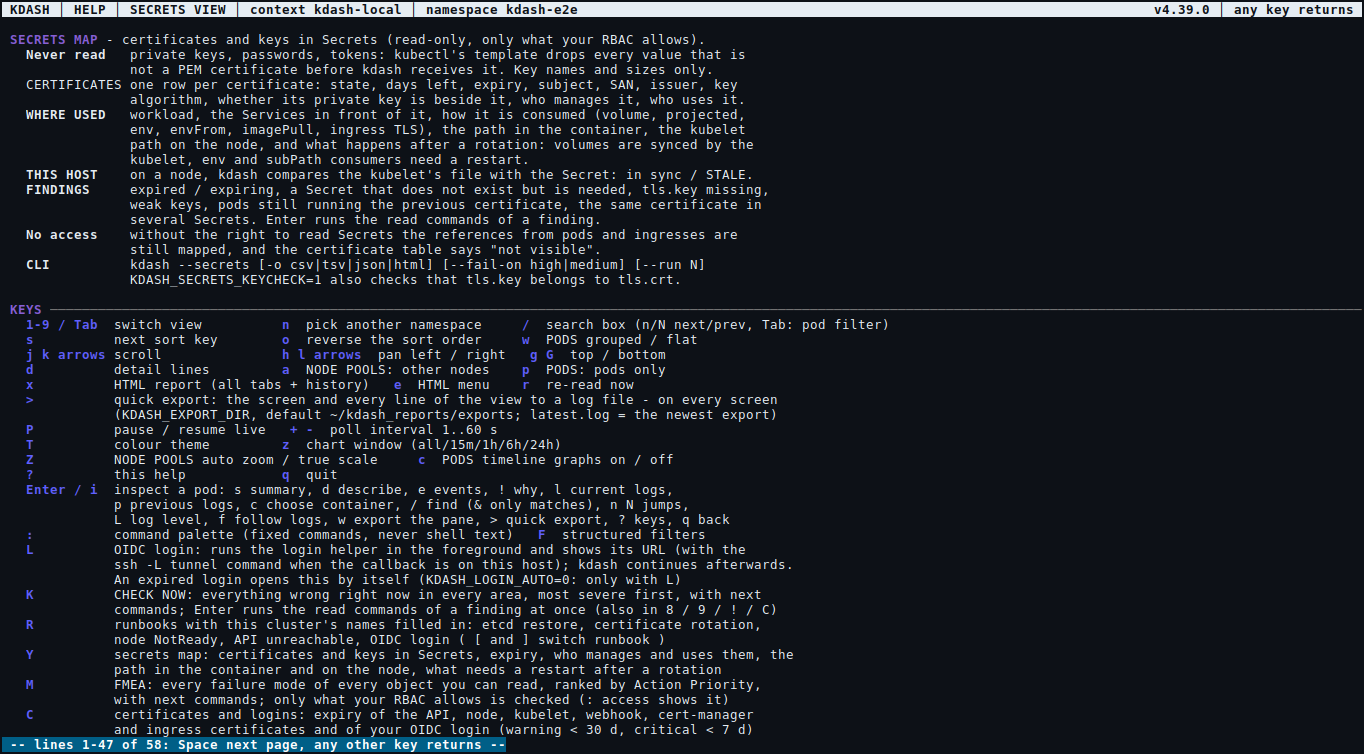 KDASH │ HELP │ SECRETS VIEW │ context kdash-local │ namespace kdash-e2e v4.39.0 │ any key returns
SECRETS MAP - certificates and keys in Secrets (read-only, only what your RBAC allows).
Never read private keys, passwords, tokens: kubectl's template drops every value that is
not a PEM certificate before kdash receives it. Key names and sizes only.
CERTIFICATES one row per certificate: state, days left, expiry, subject, SAN, issuer, key
algorithm, whether its private key is beside it, who manages it, who uses it.
WHERE USED workload, the Services in front of it, how it is consumed (volume, projected,
env, envFrom, imagePull, ingress TLS), the path in the container, the kubelet
path on the node, and what happens after a rotation: volumes are synced by the
kubelet, env and subPath consumers need a restart.
THIS HOST on a node, kdash compares the kubelet's file with the Secret: in sync / STALE.
FINDINGS expired / expiring, a Secret that does not exist but is needed, tls.key missing,
weak keys, pods still running the previous certificate, the same certificate in
several Secrets. Enter runs the read commands of a finding.
No access without the right to read Secrets the references from pods and ingresses are
still mapped, and the certificate table says "not visible".
CLI kdash --secrets [-o csv|tsv|json|html] [--fail-on high|medium] [--run N]
KDASH_SECRETS_KEYCHECK=1 also checks that tls.key belongs to tls.crt.
KEYS
1-9 / Tab switch view n pick another namespace / search box (n/N next/prev, Tab: pod filter)
s next sort key o reverse the sort order w PODS grouped / flat
j k arrows scroll h l arrows pan left / right g G top / bottom
d detail lines a NODE POOLS: other nodes p PODS: pods only
x HTML report (all tabs + history) e HTML menu r re-read now
> quick export: the screen and every line of the view to a log file - on every screen
(KDASH_EXPORT_DIR, default ~/kdash_reports/exports; latest.log = the newest export)
P pause / resume live + - poll interval 1..60 s
T colour theme z chart window (all/15m/1h/6h/24h)
Z NODE POOLS auto zoom / true scale c PODS timeline graphs on / off
? this help q quit
Enter / i inspect a pod: s summary, d describe, e events, ! why, l current logs,
p previous logs, c choose container, / find (& only matches), n N jumps,
L log level, f follow logs, w export the pane, > quick export, ? keys, q back
: command palette (fixed commands, never shell text) F structured filters
L OIDC login: runs the login helper in the foreground and shows its URL (with the
ssh -L tunnel command when the callback is on this host); kdash continues afterwards.
An expired login opens this by itself (KDASH_LOGIN_AUTO=0: only with L)
K CHECK NOW: everything wrong right now in every area, most severe first, with next
commands; Enter runs the read commands of a finding at once (also in 8 / 9 / ! / C)
R runbooks with this cluster's names filled in: etcd restore, certificate rotation,
node NotReady, API unreachable, OIDC login ( [ and ] switch runbook )
Y secrets map: certificates and keys in Secrets, expiry, who manages and uses them, the
path in the container and on the node, what needs a restart after a rotation
M FMEA: every failure mode of every object you can read, ranked by Action Priority,
with next commands; only what your RBAC allows is checked (: access shows it)
C certificates and logins: expiry of the API, node, kubelet, webhook, cert-manager
and ingress certificates and of your OIDC login (warning < 30 d, critical < 7 d)
-- lines 1-47 of 58: Space next page, any other key returns --